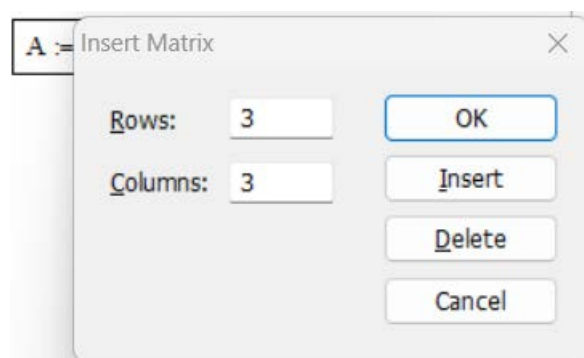 A :=
Insert Matrix
Rows: 3
OK
Columns: 3
Insert
Delete
Cancel